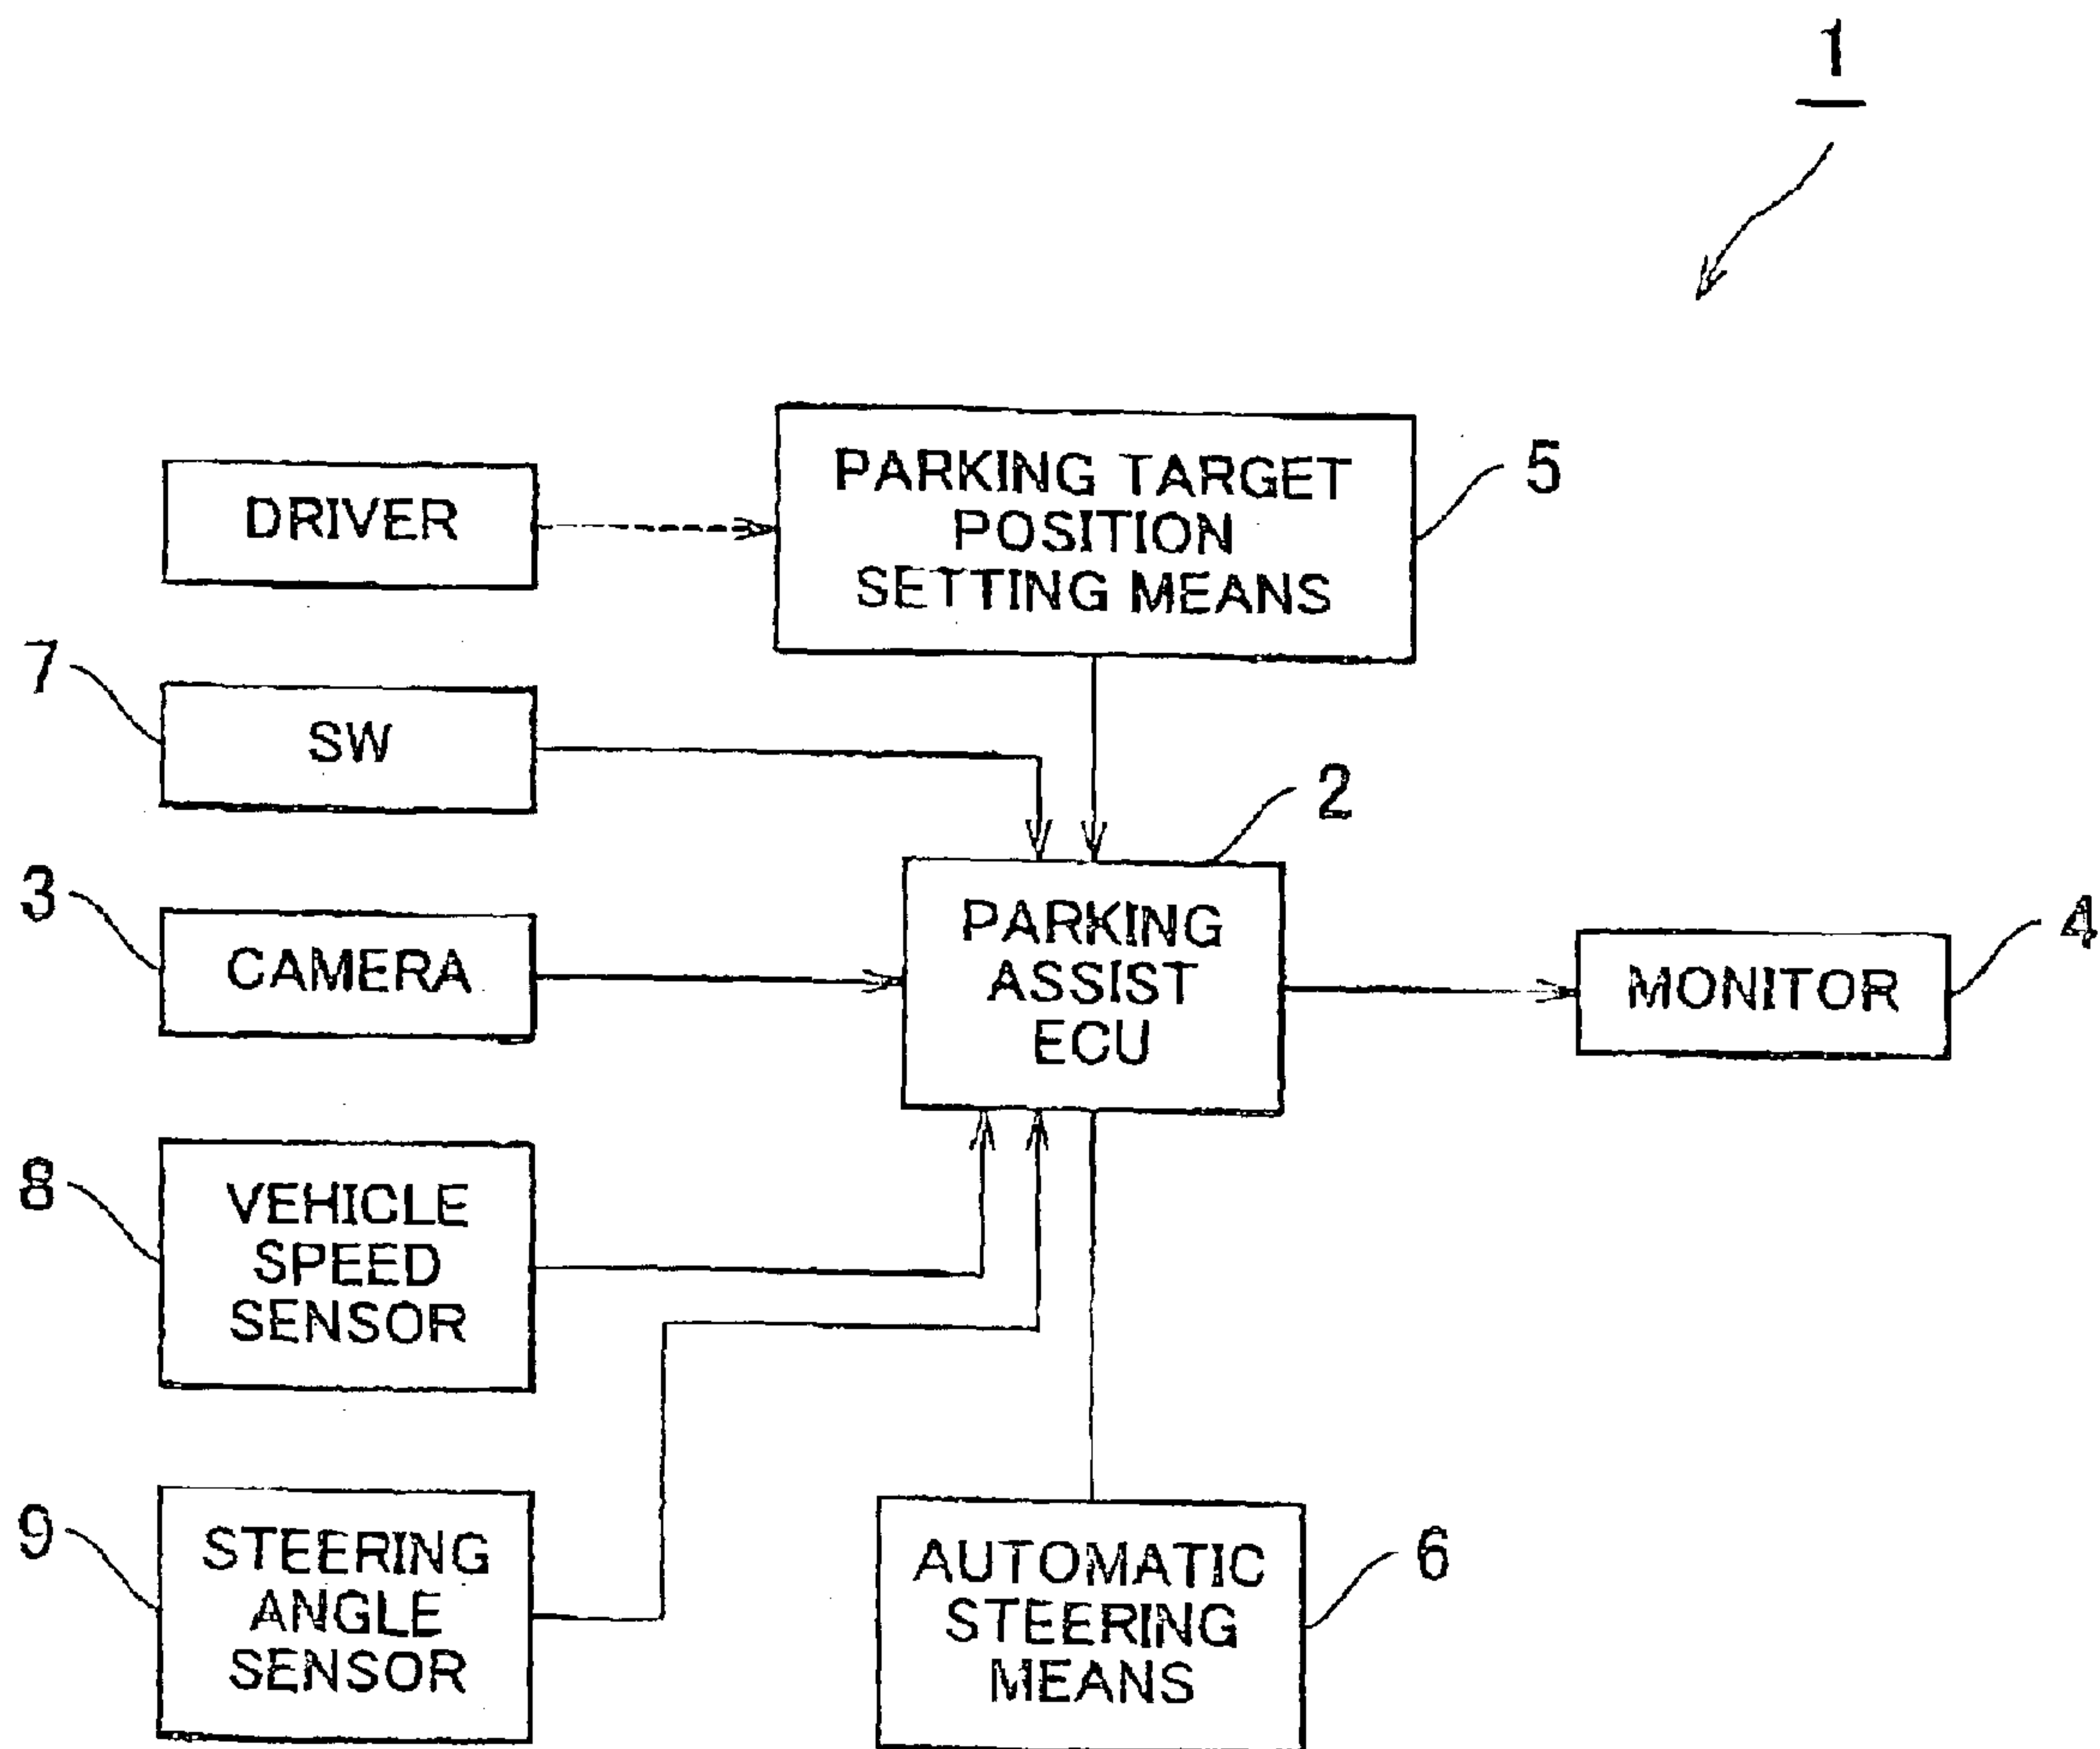 1
DRIVER
PARKING TARGET
POSITION
SETTING MEANS
5
7
SW
2
3
CAMERA
PARKING
ASSIST
ECU
MONITOR
4
8
VEHICLE
SPEED
SENSOR
9
STEERING
ANGLE
SENSOR
AUTOMATIC
STEERING
MEANS
6